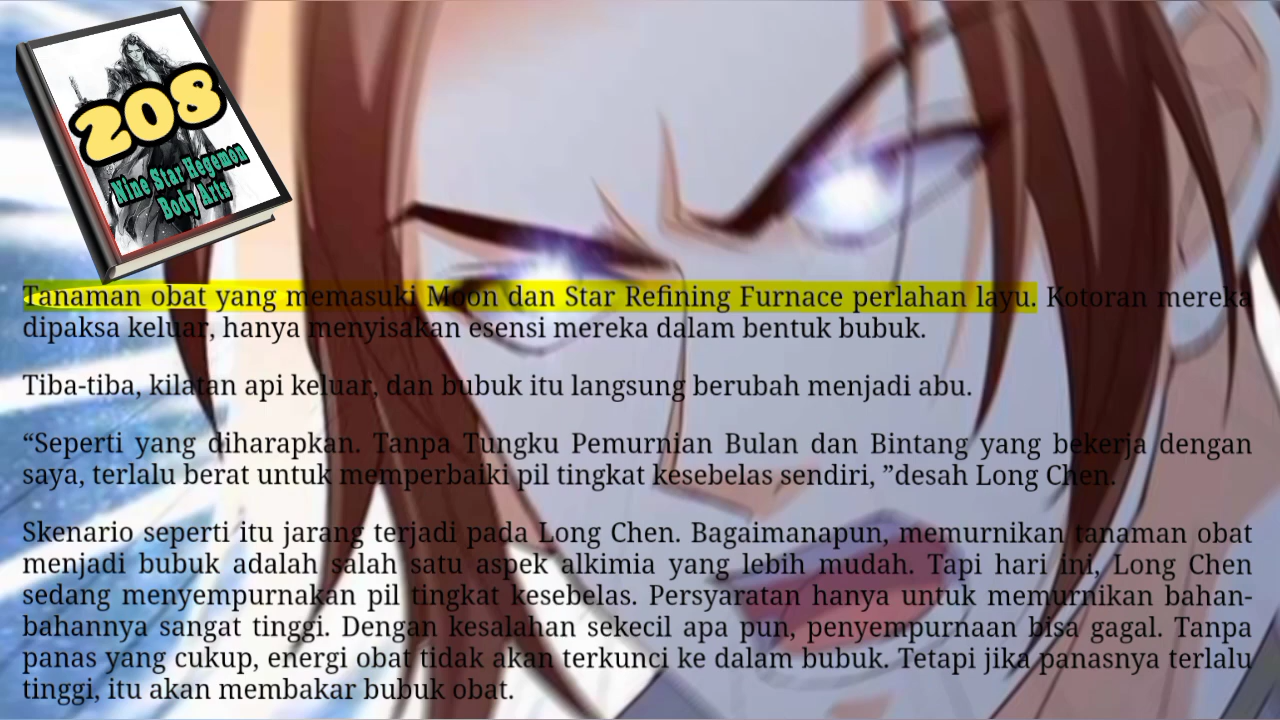 208
Nine Star Hegemon
Body Arts
Tanaman obat yang memasuki Moon dan Star Refining Furnace perlahan layu. Kotoran mereka
dipaksa keluar, hanya menyisakan esensi mereka dalam bentuk bubuk.
Tiba-tiba, kilatan api keluar, dan bubuk itu langsung berubah menjadi abu.
“Seperti yang diharapkan. Tanpa Tungku Pemurnian Bulan dan Bintang yang bekerja dengan
saya, terlalu berat untuk memperbaiki pil tingkat kesebelas sendiri, ”desah Long Chen.
Skenario seperti itu jarang terjadi pada Long Chen. Bagaimanapun, memurnikan tanaman obat
menjadi bubuk adalah salah satu aspek alkimia yang lebih mudah. Tapi hari ini, Long Chen
sedang menyempurnakan pil tingkat kesebelas. Persyaratan hanya untuk memurnikan bahan-
bahannya sangat tinggi. Dengan kesalahan sekecil apa pun, penyempurnaan bisa gagal. Tanpa
panas yang cukup, energi obat tidak akan terkunci ke dalam bubuk. Tetapi jika panasnya terlalu
tinggi, itu akan membakar bubuk obat.